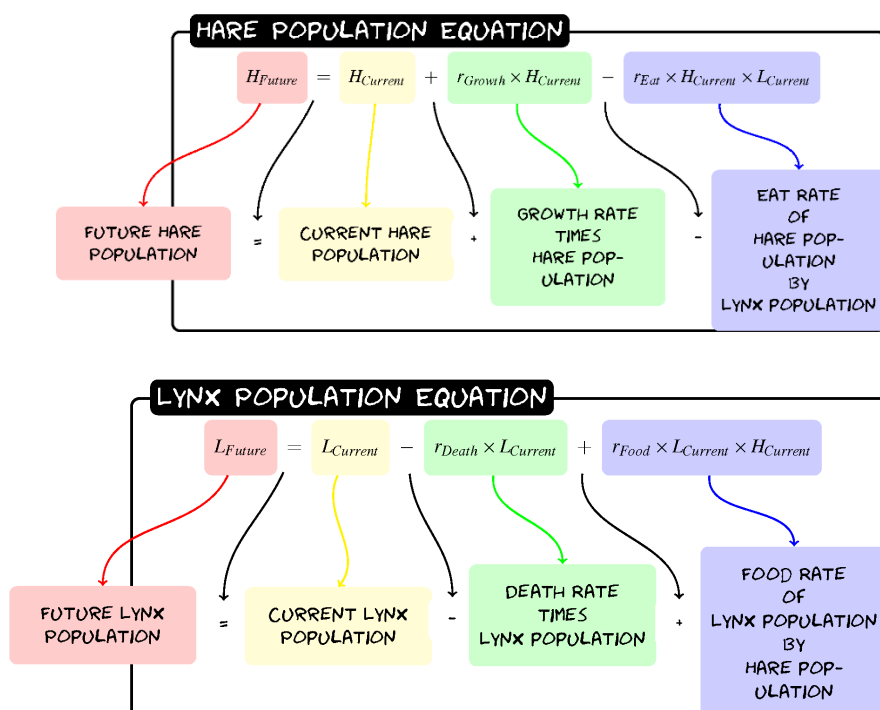 HARE POPULATION EQUATION
H_Future = H_Current + r_Growth × H_Current − r_Eat × H_Current × L_Current
FUTURE HARE
POPULATION
=
CURRENT HARE
POPULATION
+
GROWTH RATE
TIMES
HARE POP-
ULATION
-
EAT RATE
OF
HARE POP-
ULATION
BY
LYNX POPULATION
LYNX POPULATION EQUATION
L_Future = L_Current − r_Death × L_Current + r_Food × L_Current × H_Current
FUTURE LYNX
POPULATION
=
CURRENT LYNX
POPULATION
-
DEATH RATE
TIMES
LYNX POPULATION
+
FOOD RATE
OF
LYNX POPULATION
BY
HARE POP-
ULATION